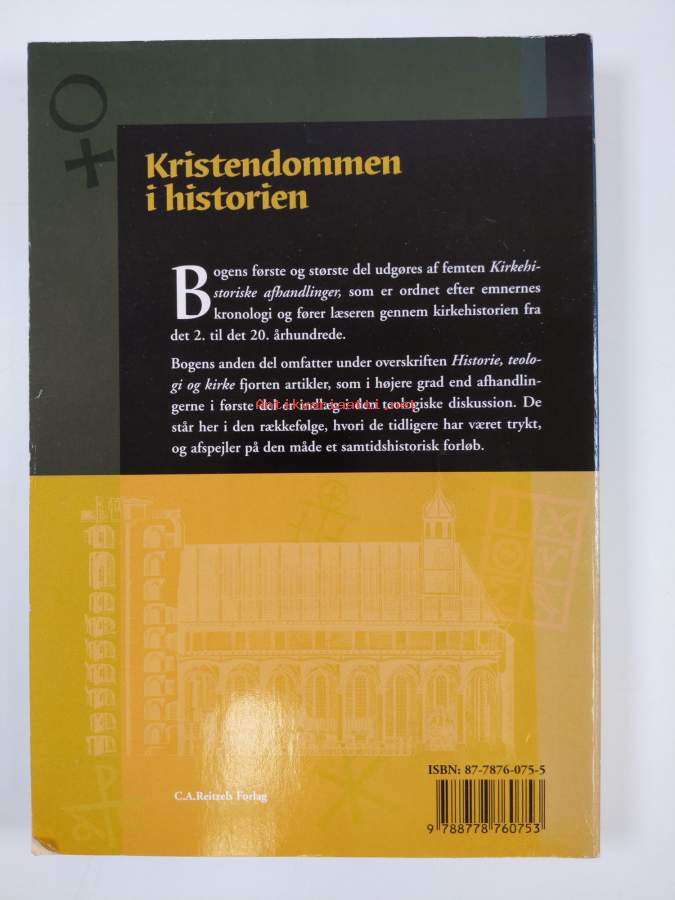 Kristendommen
i historien
Bogens første og største del udgøres af femten Kirkehi-
storiske afhandlinger, som er ordnet efter emnernes
kronologi og fører læseren gennem kirkehistorien fra
det 2. til det 20. århundrede.
Bogens anden del omfatter under overskriften Historie, teolo-
gi og kirke fjorten artikler, som i højere grad end afhandlin-
gerne i første del er indlæg i den teologiske diskussion. De
står her i den rækkefølge, hvori de tidligere har været trykt,
og afspejler på den måde et samtidshistorisk forløb.
ISBN: 87-7876-075-5
C.A.Reitzels Forlag
9 788778 760753